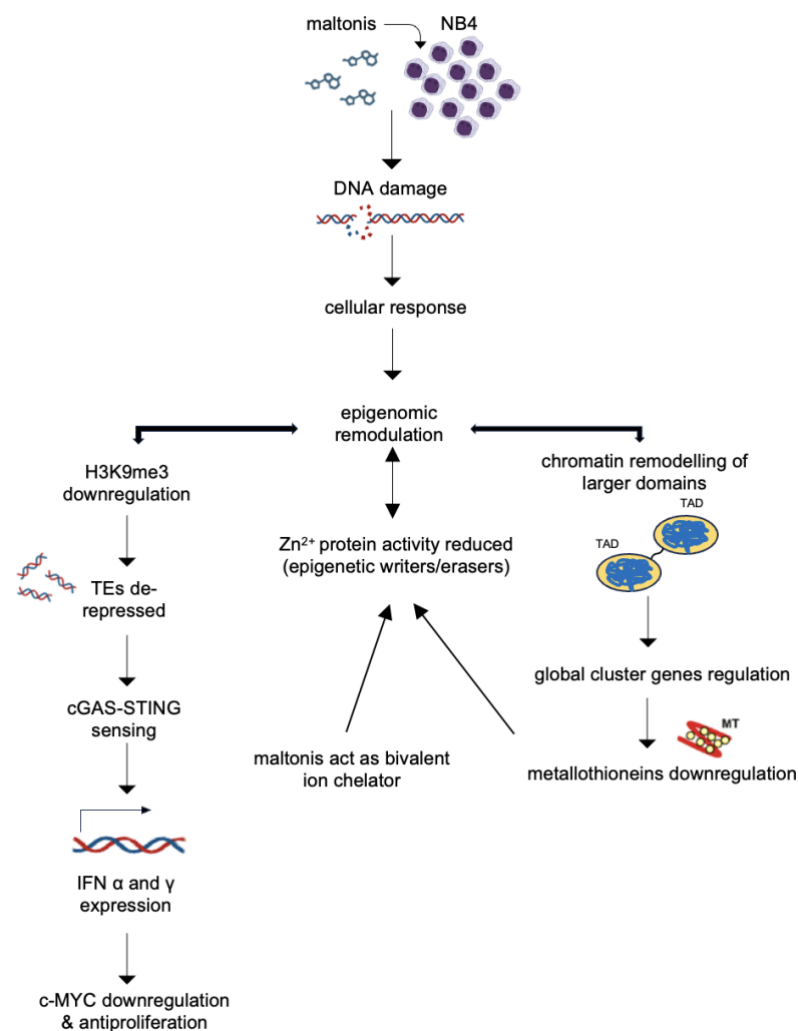 maltonis
NB4
DNA damage
cellular response
epigenomic
remodulation
H3K9me3
downregulation
chromatin remodelling of
larger domains
TAD
TAD
Zn²⁺ protein activity reduced
(epigenetic writers/erasers)
TEs de-
repressed
global cluster genes regulation
cGAS-STING
sensing
MT
maltonis act as bivalent
ion chelator
metallothioneins downregulation
IFN α and γ
expression
c-MYC downregulation
& antiproliferation